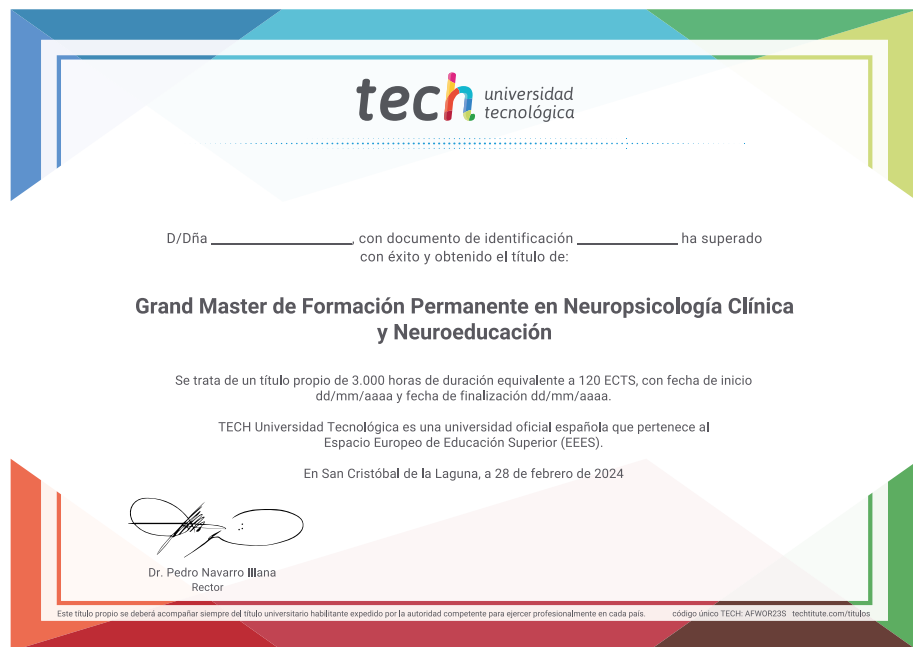 tech universidad
tecnológica
D/Dña ____________________, con documento de identificación ______________ ha superado
con éxito y obtenido el título de:
Grand Master de Formación Permanente en Neuropsicología Clínica
y Neuroeducación
Se trata de un título propio de 3.000 horas de duración equivalente a 120 ECTS, con fecha de inicio
dd/mm/aaaa y fecha de finalización dd/mm/aaaa.
TECH Universidad Tecnológica es una universidad oficial española que pertenece al
Espacio Europeo de Educación Superior (EEES).
En San Cristóbal de la Laguna, a 28 de febrero de 2024
Dr. Pedro Navarro Illana
Rector
Este título propio se deberá acompañar siempre del título universitario habilitante expedido por la autoridad competente para ejercer profesionalmente en cada país. código único TECH: AFWOR23S techtitute.com/titulos